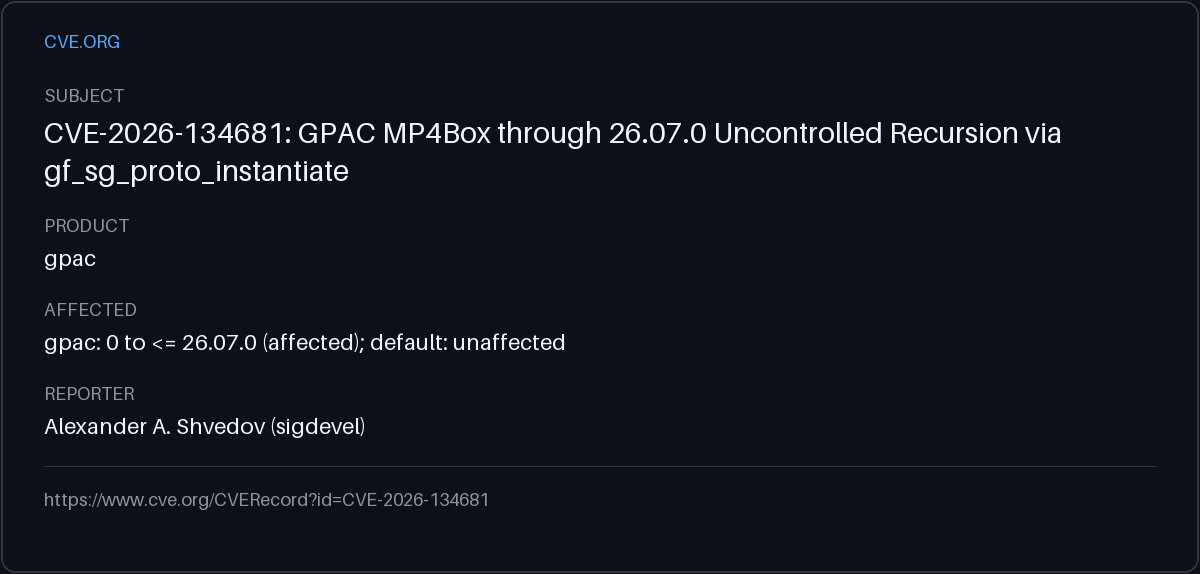 CVE.ORG
SUBJECT
CVE-2026-134681: GPAC MP4Box through 26.07.0 Uncontrolled Recursion via
gf_sg_proto_instantiate
PRODUCT
gpac
AFFECTED
gpac: 0 to <= 26.07.0 (affected); default: unaffected
REPORTER
Alexander A. Shvedov (sigdevel)
https://www.cve.org/CVERecord?id=CVE-2026-134681